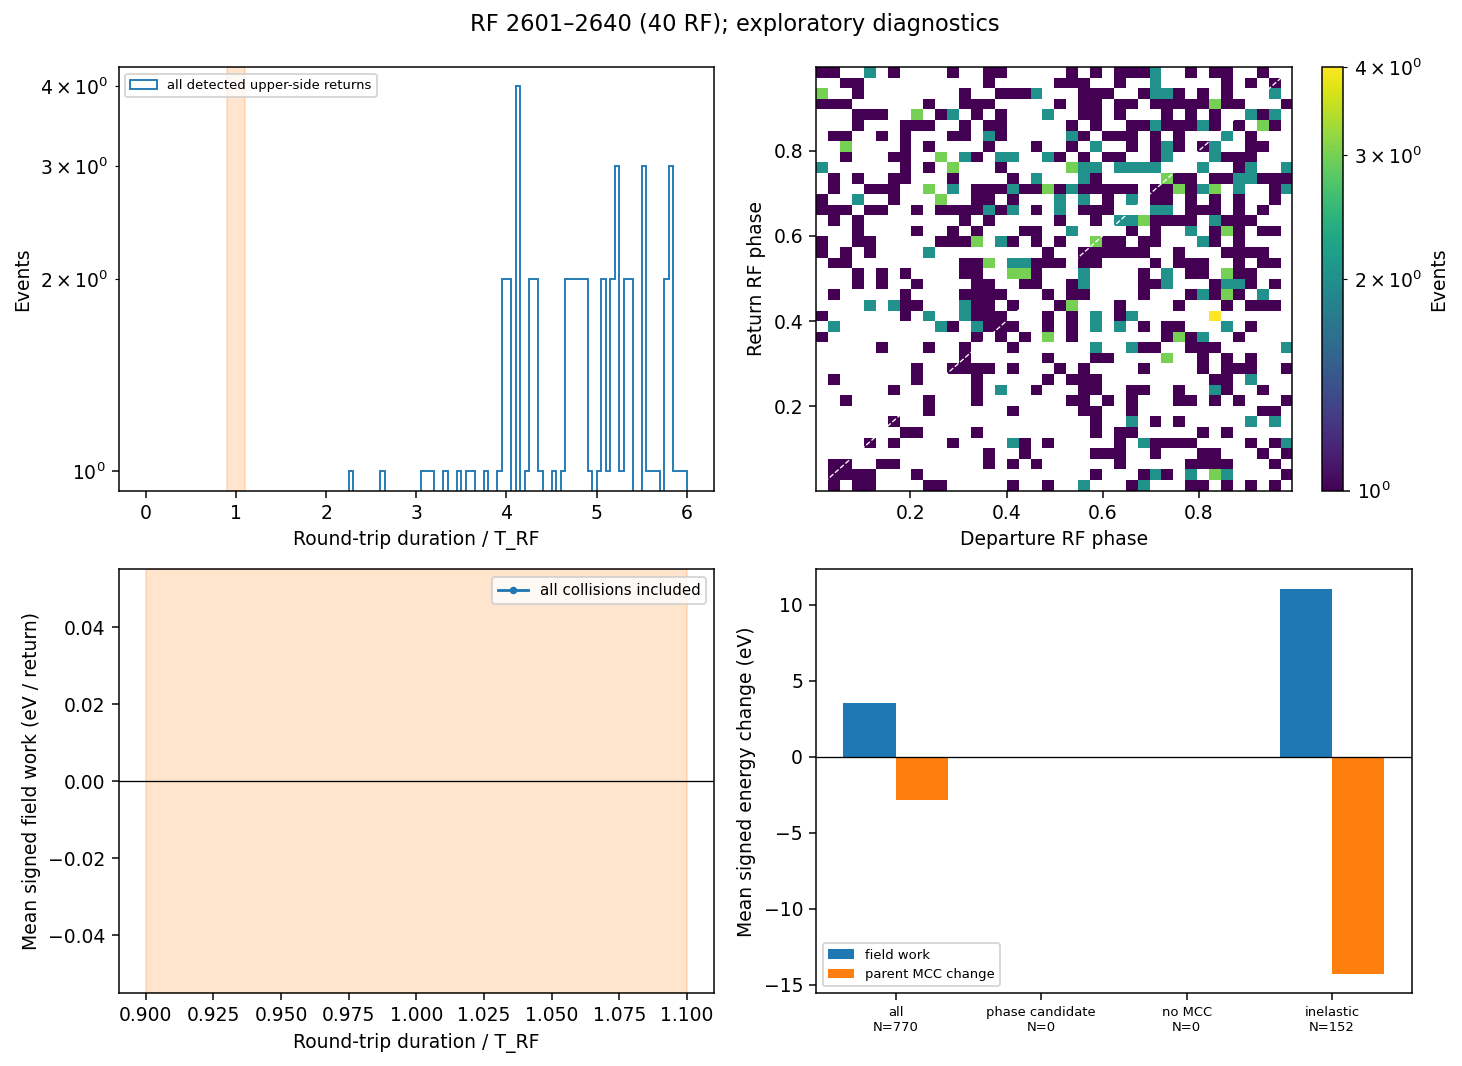 RF 2601–2640 (40 RF); exploratory diagnostics
all detected upper-side returns
4 × 10⁰
3 × 10⁰
2 × 10⁰
10⁰
Events
0 1 2 3 4 5 6
Round-trip duration / T_RF
0.8
0.6
0.4
0.2
Return RF phase
0.2 0.4 0.6 0.8
Departure RF phase
4 × 10⁰
3 × 10⁰
2 × 10⁰
10⁰
Events
all collisions included
0.04
0.02
0.00
−0.02
−0.04
Mean signed field work (eV / return)
0.900 0.925 0.950 0.975 1.000 1.025 1.050 1.075 1.100
Round-trip duration / T_RF
10
5
0
−5
−10
−15
Mean signed energy change (eV)
field work
parent MCC change
all phase candidate no MCC inelastic
N=770 N=0 N=0 N=152